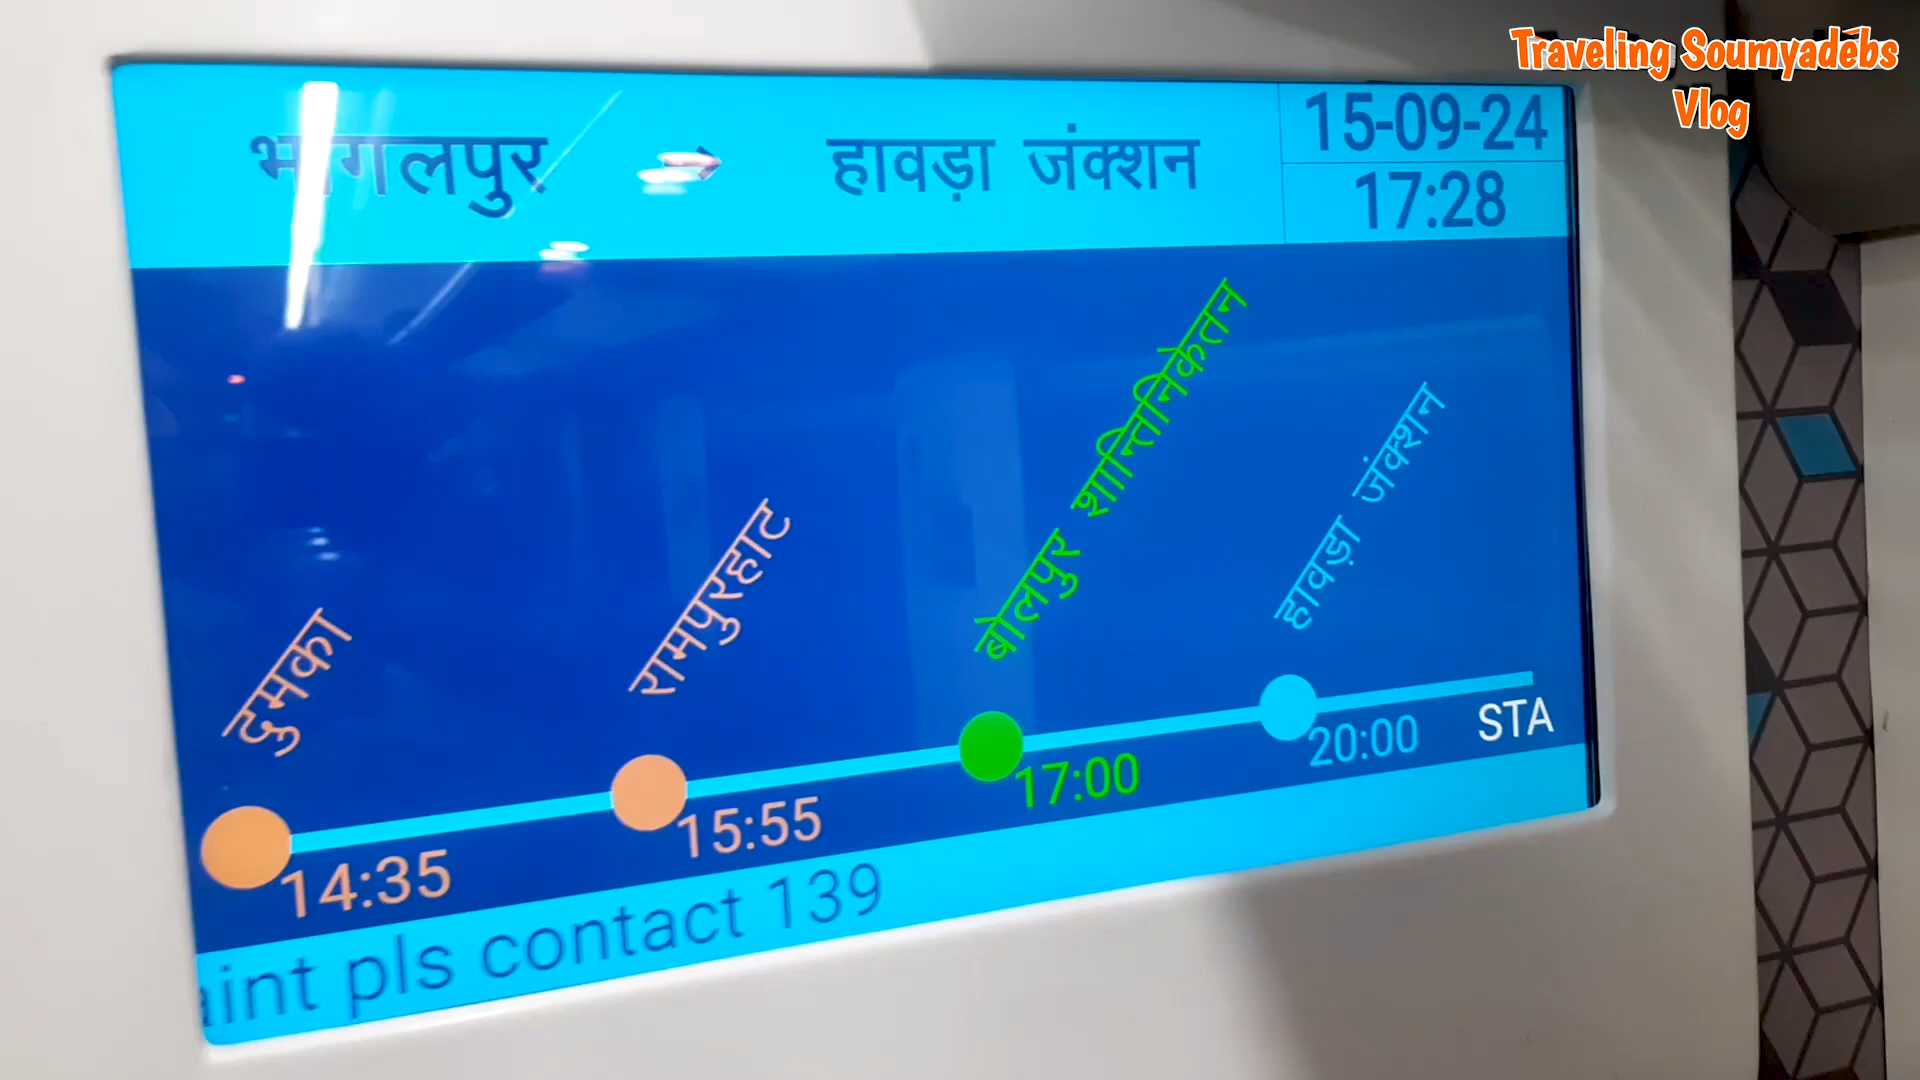 Traveling Soumyadebs
Vlog
भागलपुर
हावड़ा जंक्शन
15-09-24
17:28
दुमका
रामपुरहाट
बोलपुर शान्तिनिकेतन
हावड़ा जंक्शन
14:35
15:55
17:00
20:00
STA
aint pls contact 139